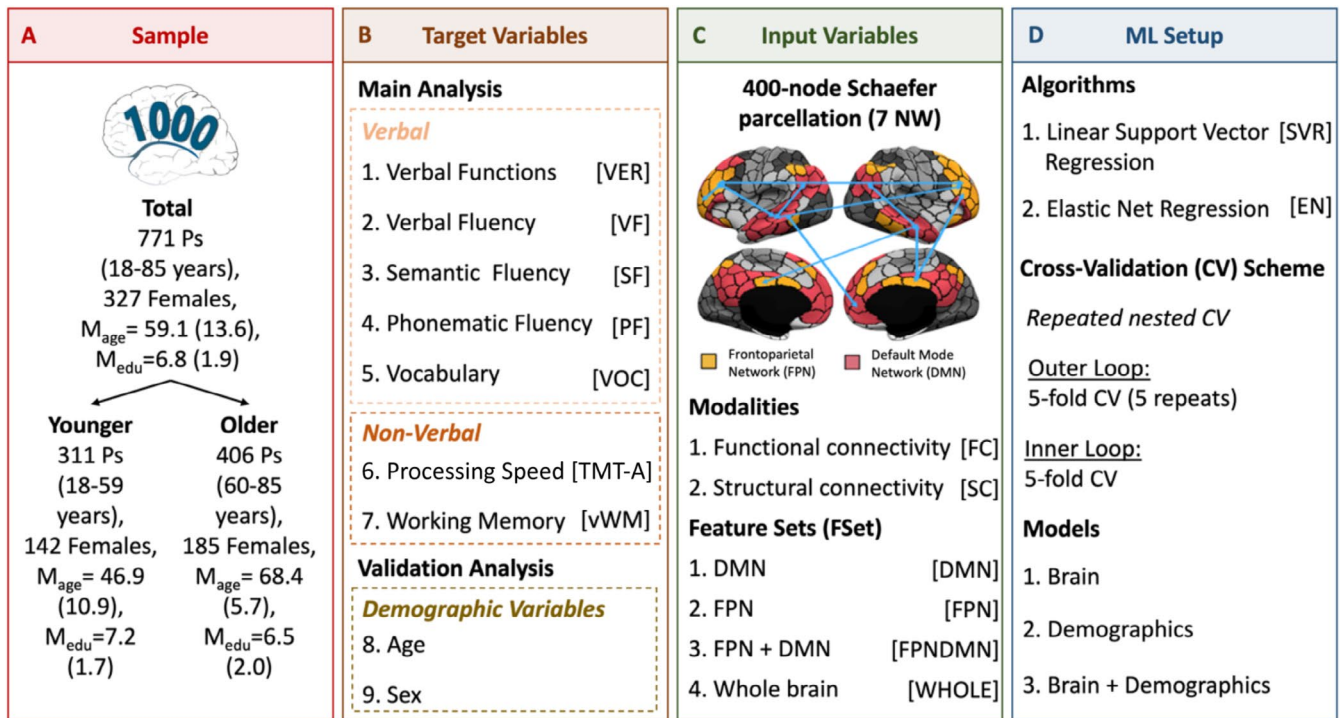 A Sample
1000
Total
771 Ps
(18-85 years),
327 Females,
Mage= 59.1 (13.6),
Medu=6.8 (1.9)
Younger
311 Ps
(18-59
years),
142 Females,
Mage= 46.9
(10.9),
Medu=7.2
(1.7)
Older
406 Ps
(60-85
years),
185 Females,
Mage= 68.4
(5.7),
Medu=6.5
(2.0)
B Target Variables
Main Analysis
Verbal
1. Verbal Functions [VER]
2. Verbal Fluency [VF]
3. Semantic Fluency [SF]
4. Phonematic Fluency [PF]
5. Vocabulary [VOC]
Non-Verbal
6. Processing Speed [TMT-A]
7. Working Memory [vWM]
Validation Analysis
Demographic Variables
8. Age
9. Sex
C Input Variables
400-node Schaefer
parcellation (7 NW)
Frontoparietal
Network (FPN)
Default Mode
Network (DMN)
Modalities
1. Functional connectivity [FC]
2. Structural connectivity [SC]
Feature Sets (FSet)
1. DMN [DMN]
2. FPN [FPN]
3. FPN + DMN [FPNDMN]
4. Whole brain [WHOLE]
D ML Setup
Algorithms
1. Linear Support Vector [SVR]
Regression
2. Elastic Net Regression [EN]
Cross-Validation (CV) Scheme
Repeated nested CV
Outer Loop:
5-fold CV (5 repeats)
Inner Loop:
5-fold CV
Models
1. Brain
2. Demographics
3. Brain + Demographics